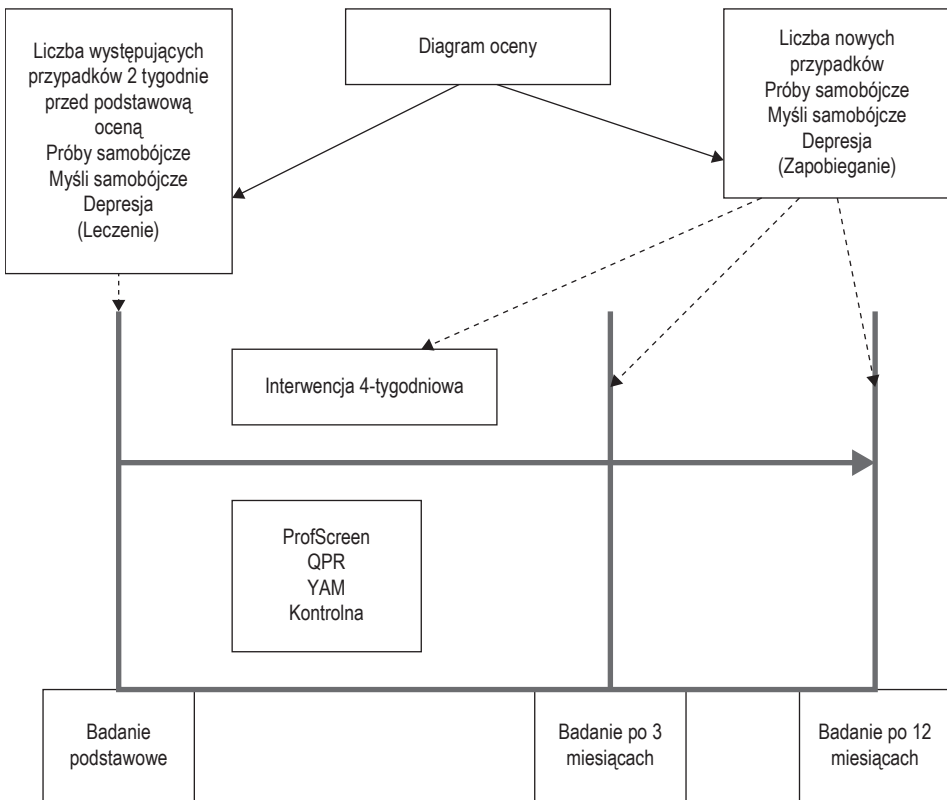 Liczba występujących
przypadków 2 tygodnie
przed podstawową
oceną
Próby samobójcze
Myśli samobójcze
Depresja
(Leczenie)
Diagram oceny
Liczba nowych
przypadków
Próby samobójcze
Myśli samobójcze
Depresja
(Zapobieganie)
Interwencja 4-tygodniowa
ProfScreen
QPR
YAM
Kontrolna
Badanie
podstawowe
Badanie po 3
miesiącach
Badanie po 12
miesiącach